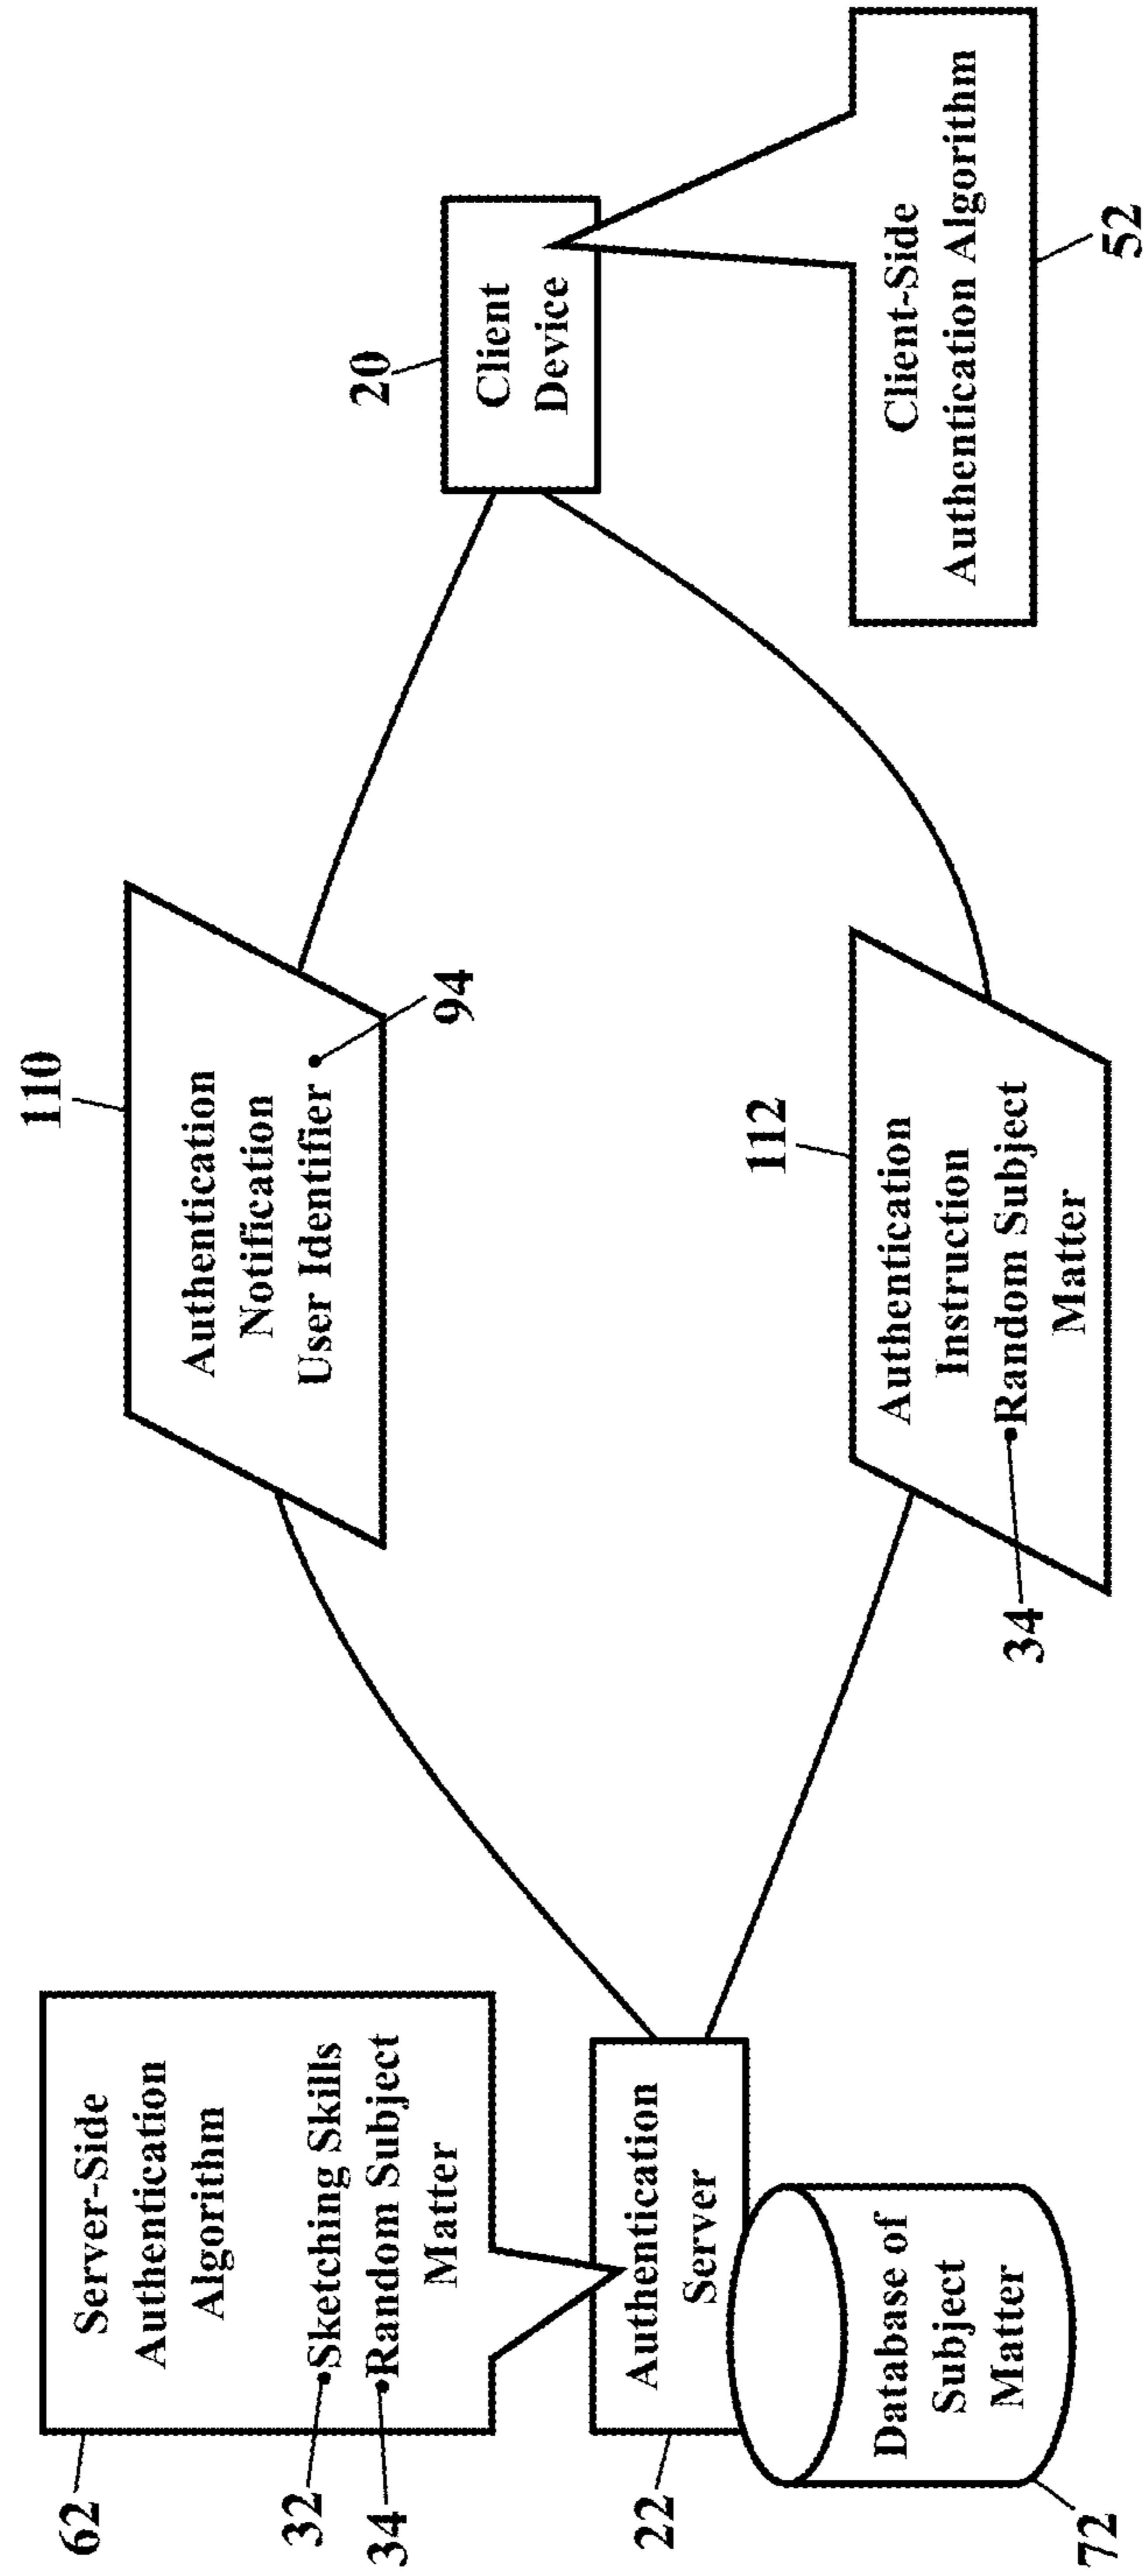 62
Server-Side
Authentication
Algorithm
32
Sketching Skills
34
Random Subject
Matter
22
Authentication
Server
Database of
Subject
Matter
72
110
Authentication
Notification
User Identifier
94
112
Authentication
Instruction
Random Subject
Matter
34
20
Client
Device
Client-Side
Authentication Algorithm
52